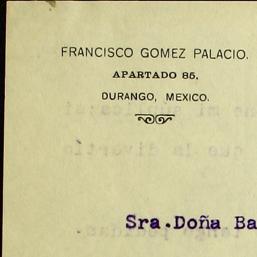 FRANCISCO GOMEZ PALACIO.
APARTADO 85,
DURANGO, MEXICO.
Sra.Doña Ba